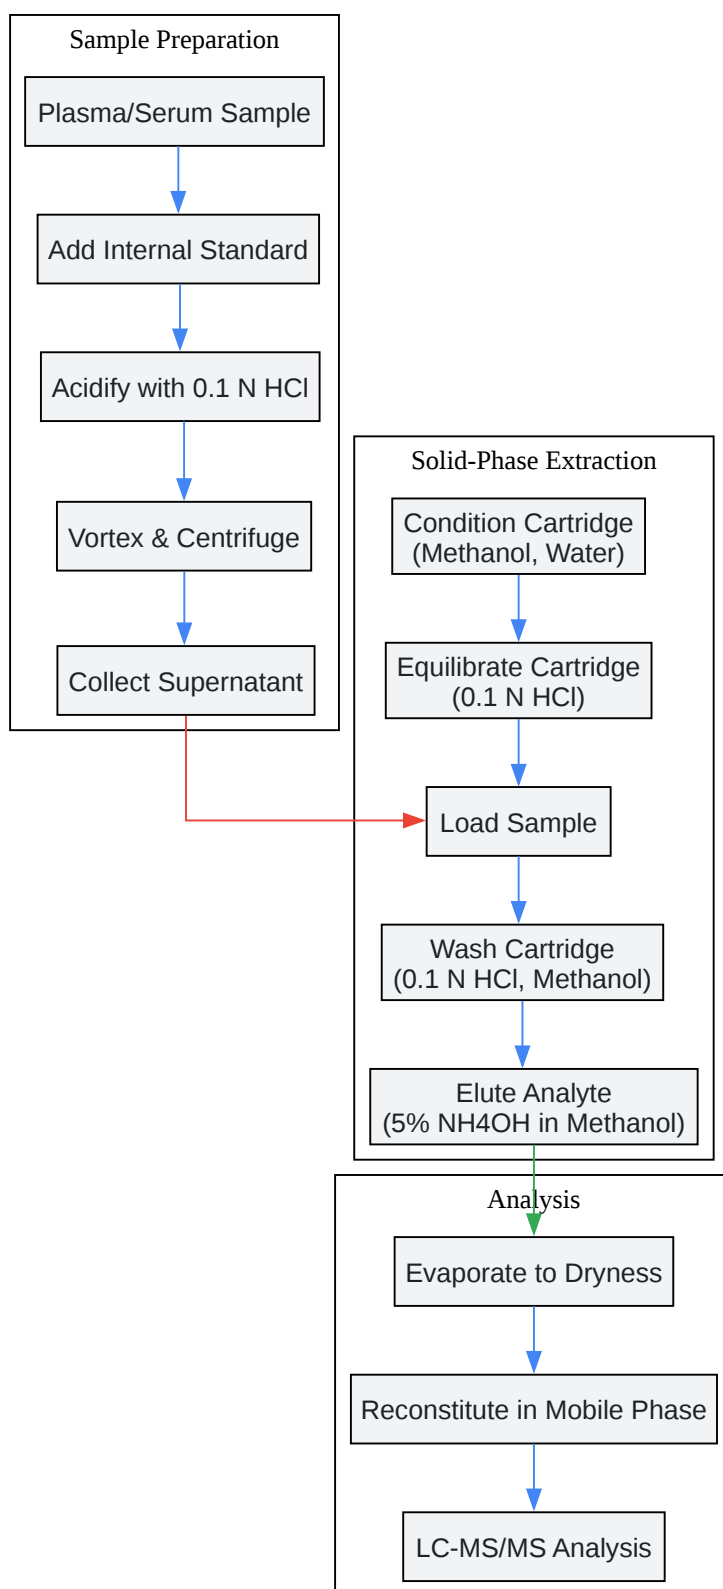 Sample Preparation
Plasma/Serum Sample
Add Internal Standard
Acidify with 0.1 N HCl
Vortex & Centrifuge
Collect Supernatant
Solid-Phase Extraction
Condition Cartridge
(Methanol, Water)
Equilibrate Cartridge
(0.1 N HCl)
Load Sample
Wash Cartridge
(0.1 N HCl, Methanol)
Elute Analyte
(5% NH4OH in Methanol)
Analysis
Evaporate to Dryness
Reconstitute in Mobile Phase
LC-MS/MS Analysis